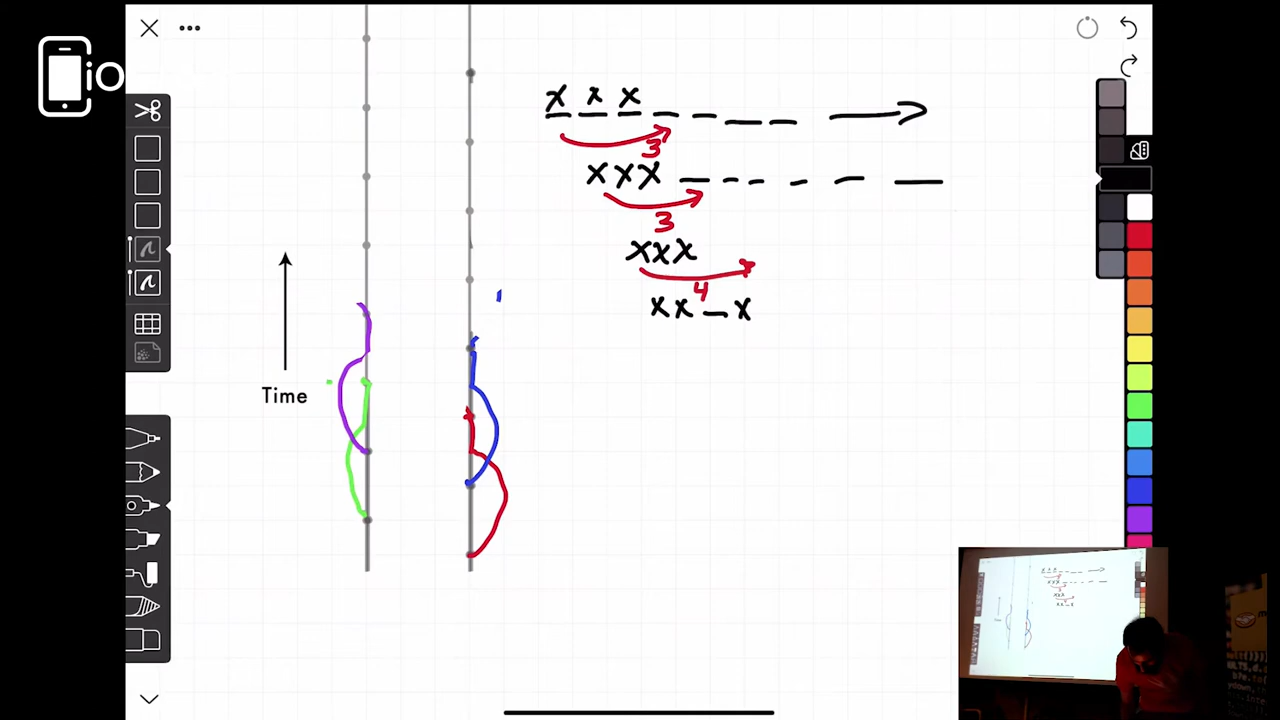 io
x x x _ _ _ _
3
xxx _ _ _ _ _ _
3
xxx
4
xx_x
Time